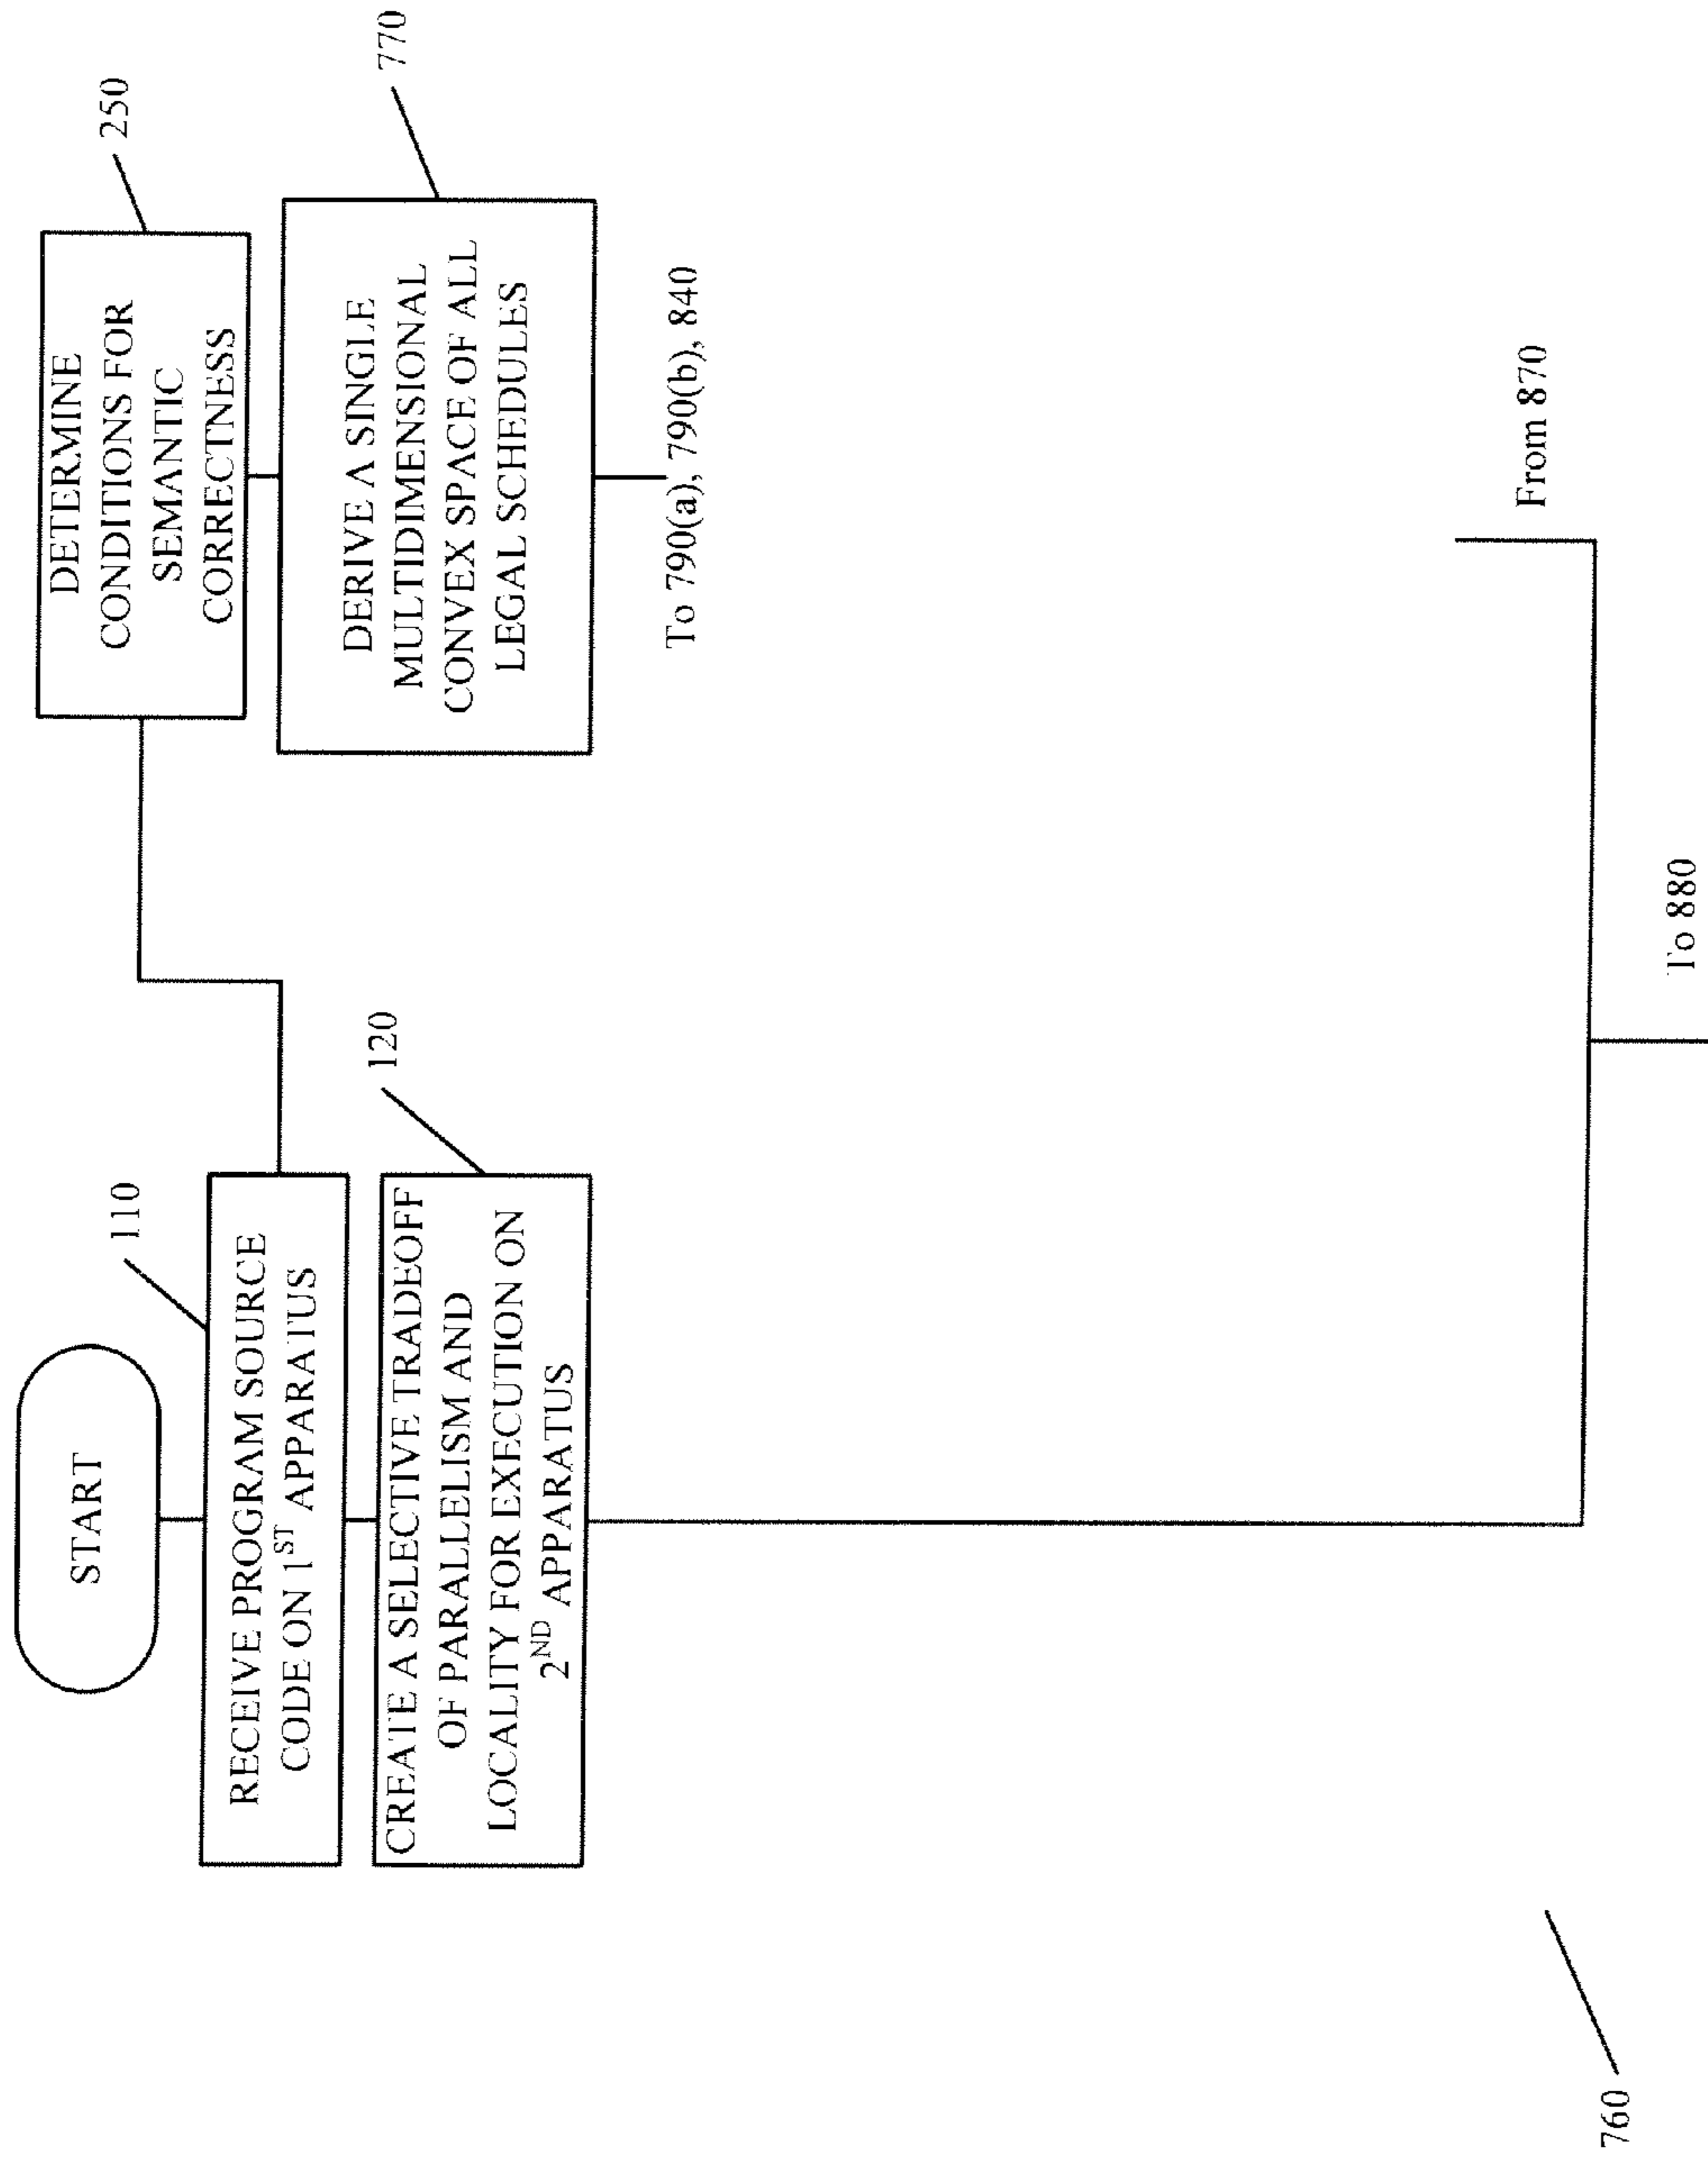 START
110
RECEIVE PROGRAM SOURCE
CODE ON 1ST APPARATUS
120
CREATE A SELECTIVE TRADEOFF
OF PARALLELISM AND
LOCALITY FOR EXECUTION ON
2ND APPARATUS
250
DETERMINE
CONDITIONS FOR
SEMANTIC
CORRECTNESS
770
DERIVE A SINGLE
MULTIDIMENSIONAL
CONVEX SPACE OF ALL
LEGAL SCHEDULES
To 790(a), 790(b), 840
From 870
To 880
760